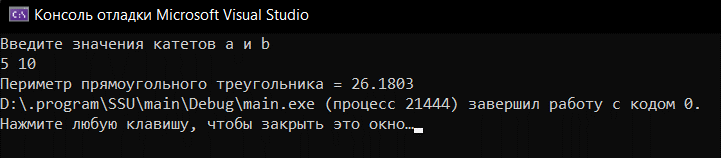 Консоль отладки Microsoft Visual Studio
Введите значения катетов a и b
5 10
Периметр прямоугольного треугольника = 26.1803
D:\.program\SSU\main\Debug\main.exe (процесс 21444) завершил работу с кодом 0.
Нажмите любую клавишу, чтобы закрыть это окно…